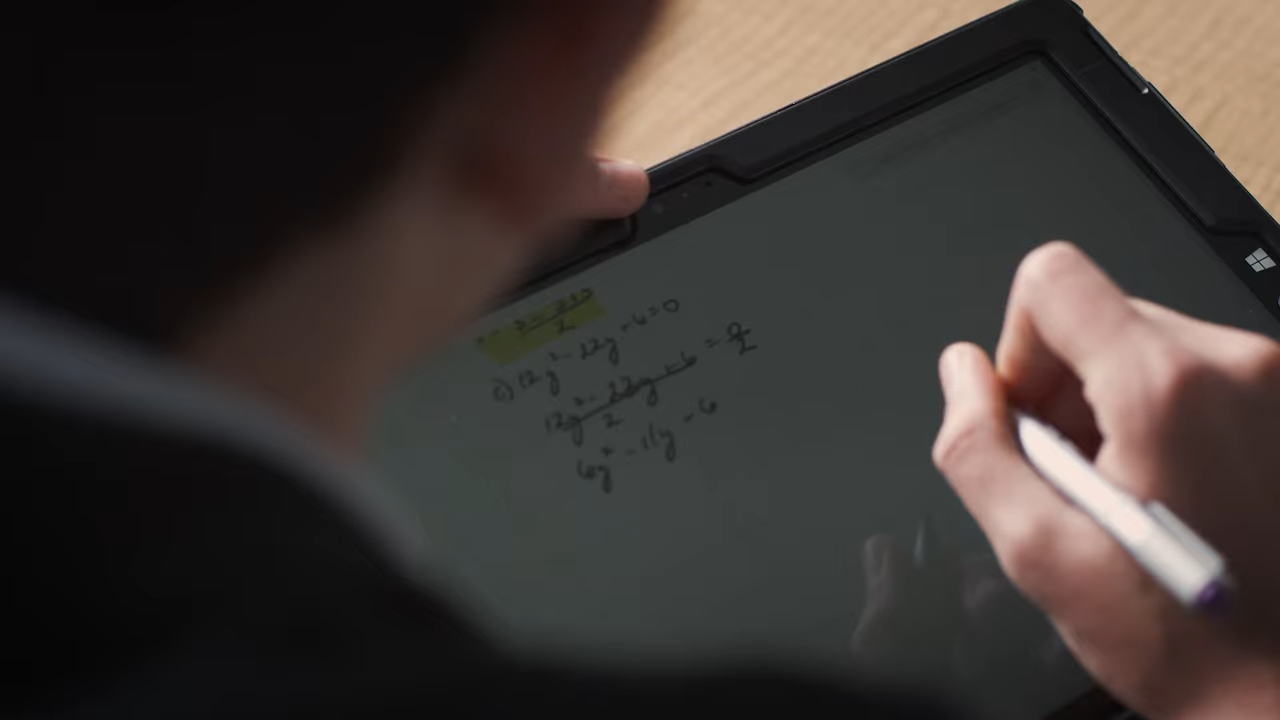 c) 12y² - 22y - 6 = 0
12y² - 22y - 6 = 0/2
2
6y² - 11y - 6